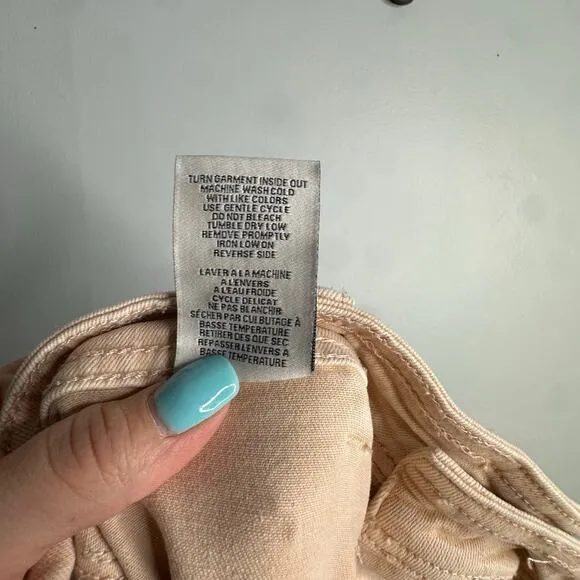 TURN GARMENT INSIDE OUT
MACHINE WASH COLD
WITH LIKE COLORS
USE GENTLE CYCLE
DO NOT BLEACH
TUMBLE DRY LOW
REMOVE PROMPTLY
IRON LOW ON
REVERSE SIDE
LAVER A LA MACHINE
A L'ENVERS
A L'EAU FROIDE
CYCLE DELICAT
NE PAS BLANCHIR
SÉCHER PAR CULBUTAGE À
BASSE TEMPERATURE
RETIRER DES QUE SEC
REPASSER L'ENVERS A
BASSE TEMPERATURE